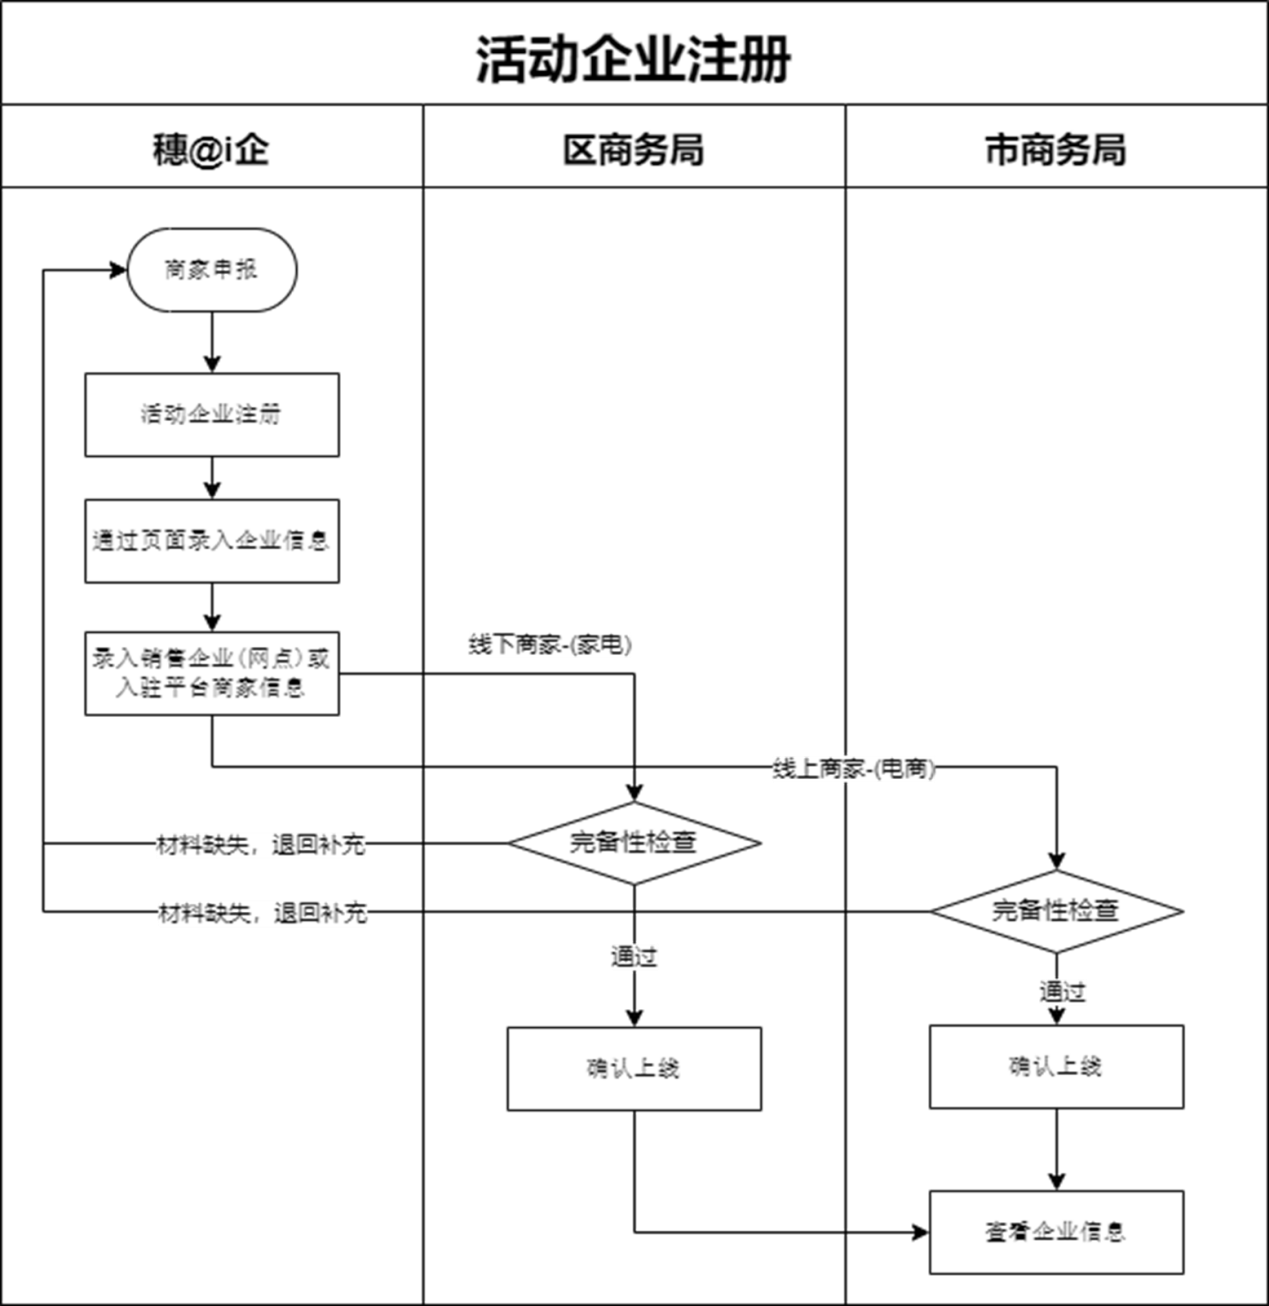 活动企业注册
穗@i企
区商务局
市商务局
商家申报
活动企业注册
通过页面录入企业信息
录入销售企业(网点)或
入驻平台商家信息
线下商家-(家电)
线上商家-(电商)
完备性检查
材料缺失，退回补充
完备性检查
材料缺失，退回补充
通过
通过
确认上线
确认上线
查看企业信息